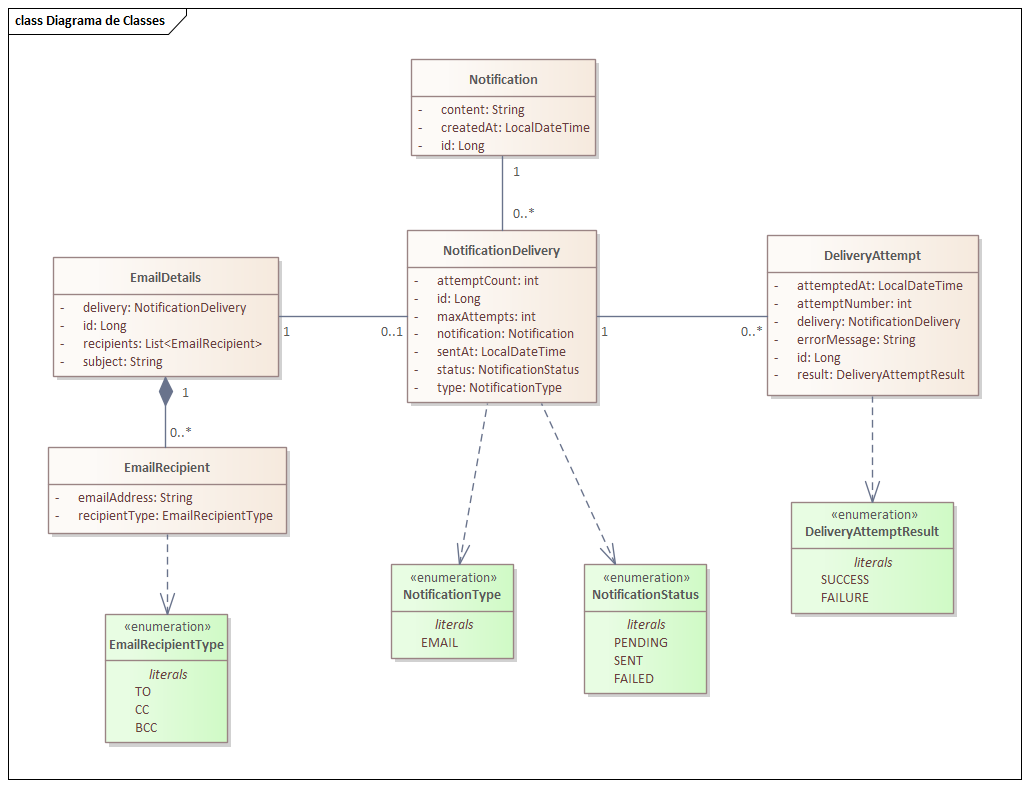 class Diagrama de Classes
Notification
- content: String
- createdAt: LocalDateTime
- id: Long
1
0..*
NotificationDelivery
- attemptCount: int
- id: Long
- maxAttempts: int
- notification: Notification
- sentAt: LocalDateTime
- status: NotificationStatus
- type: NotificationType
EmailDetails
- delivery: NotificationDelivery
- id: Long
- recipients: List<EmailRecipient>
- subject: String
1
0..1
1
0..*
DeliveryAttempt
- attemptedAt: LocalDateTime
- attemptNumber: int
- delivery: NotificationDelivery
- errorMessage: String
- id: Long
- result: DeliveryAttemptResult
1
0..*
EmailRecipient
- emailAddress: String
- recipientType: EmailRecipientType
«enumeration»
EmailRecipientType
literals
TO
CC
BCC
«enumeration»
NotificationType
literals
EMAIL
«enumeration»
NotificationStatus
literals
PENDING
SENT
FAILED
«enumeration»
DeliveryAttemptResult
literals
SUCCESS
FAILURE